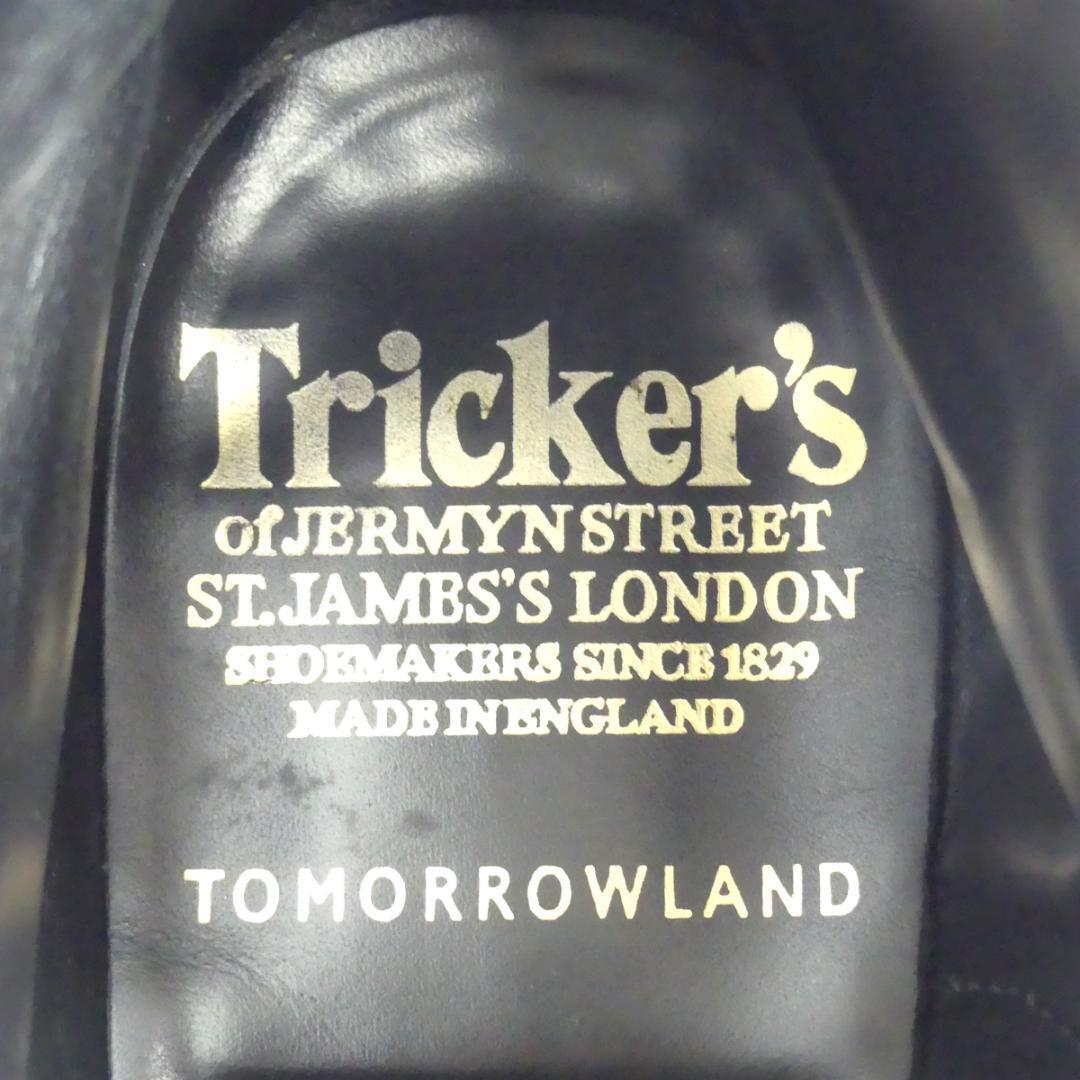 Tricker's
of JERMYN STREET
ST. JAMES'S LONDON
SHOEMAKERS SINCE 1829
MADE IN ENGLAND
TOMORROWLAND